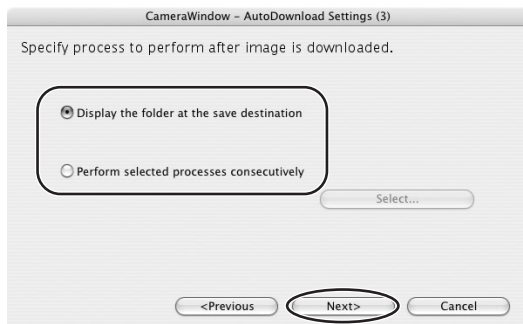 CameraWindow – AutoDownload Settings (3)
Specify process to perform after image is downloaded.
Display the folder at the save destination
Perform selected processes consecutively
Select...
<Previous Next> Cancel